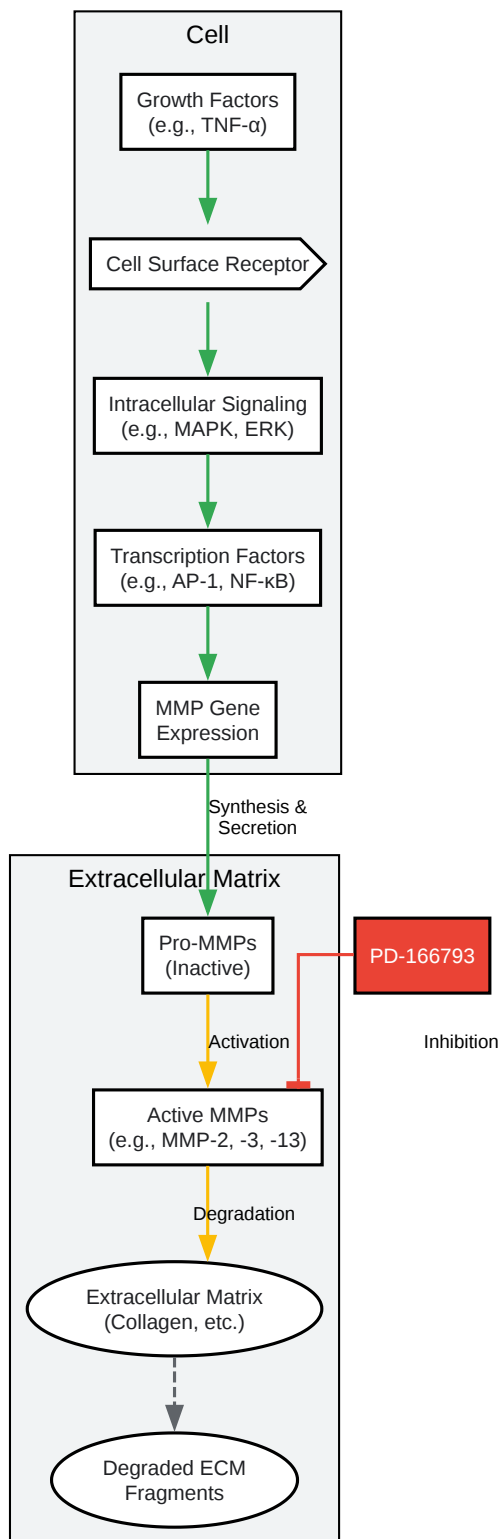 Cell
Growth Factors
(e.g., TNF-α)
Cell Surface Receptor
Intracellular Signaling
(e.g., MAPK, ERK)
Transcription Factors
(e.g., AP-1, NF-κB)
MMP Gene
Expression
Synthesis &
Secretion
Extracellular Matrix
Pro-MMPs
(Inactive)
PD-166793
Activation
Inhibition
Active MMPs
(e.g., MMP-2, -3, -13)
Degradation
Extracellular Matrix
(Collagen, etc.)
Degraded ECM
Fragments